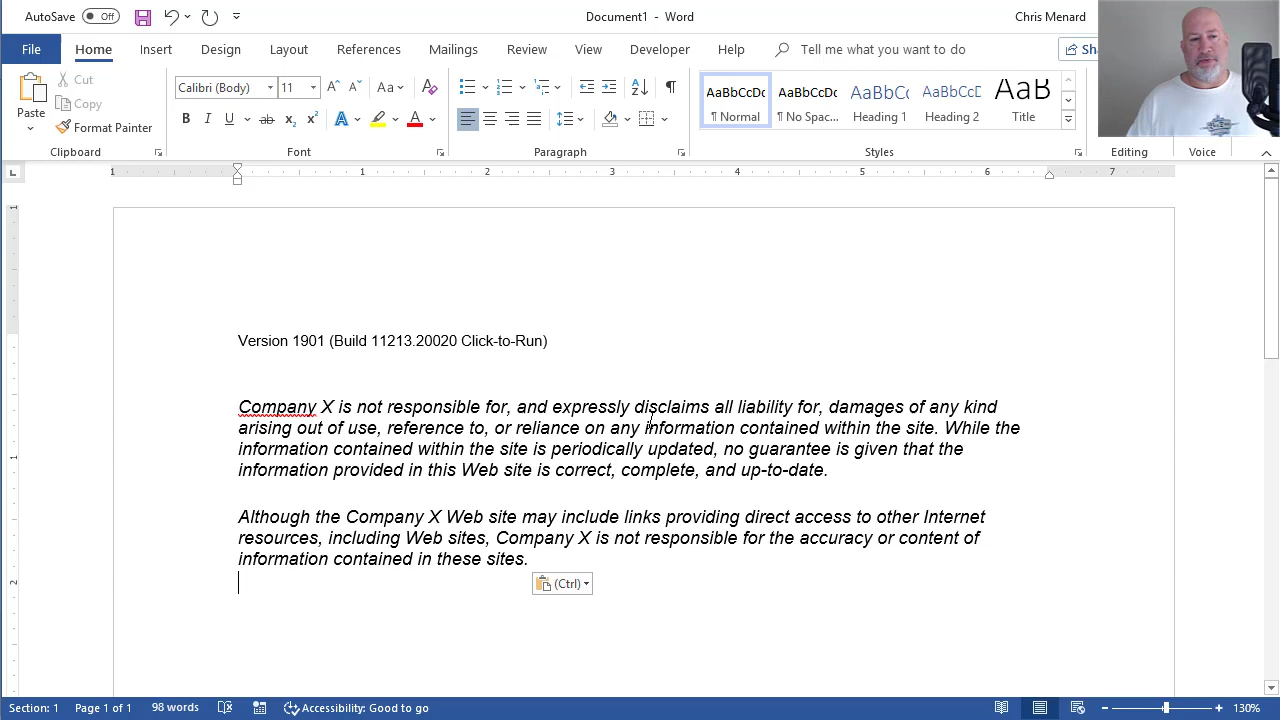 AutoSave Off Document1 - Word Chris Menard
File Home Insert Design Layout References Mailings Review View Developer Help Tell me what you want to do
Paste
Cut
Copy
Format Painter
Calibri (Body) 11
AaBbCcDc AaBbCcDc AaBbCc AaBbCcD AaB
¶ Normal ¶ No Spac... Heading 1 Heading 2 Title
Clipboard Font Paragraph Styles Editing Voice
1 1 2 3 4 5 6 7
Version 1901 (Build 11213.20020 Click-to-Run)
Company X is not responsible for, and expressly disclaims all liability for, damages of any kind
arising out of use, reference to, or reliance on any information contained within the site. While the
information contained within the site is periodically updated, no guarantee is given that the
information provided in this Web site is correct, complete, and up-to-date.
Although the Company X Web site may include links providing direct access to other Internet
resources, including Web sites, Company X is not responsible for the accuracy or content of
information contained in these sites.
(Ctrl)
Section: 1 Page 1 of 1 98 words Accessibility: Good to go 130%